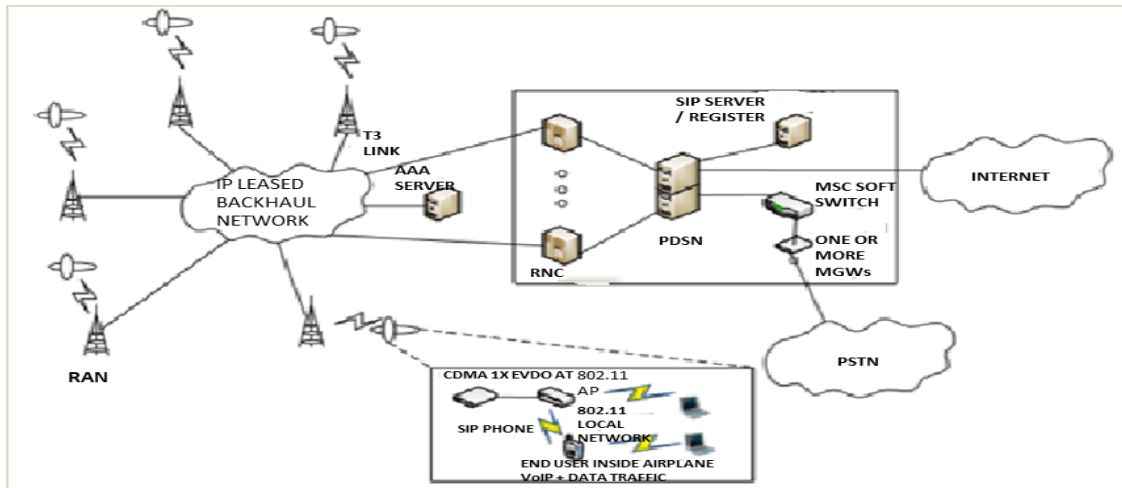 SIP SERVER
/ REGISTER
T3
LINK
AAA
SERVER
IP LEASED
BACKHAUL
NETWORK
INTERNET
MSC SOFT
SWITCH
PDSN
ONE OR
MORE
MGWs
RNC
RAN
PSTN
CDMA 1X EVDO AT 802.11
AP
802.11
LOCAL
NETWORK
SIP PHONE
END USER INSIDE AIRPLANE
VoIP + DATA TRAFFIC